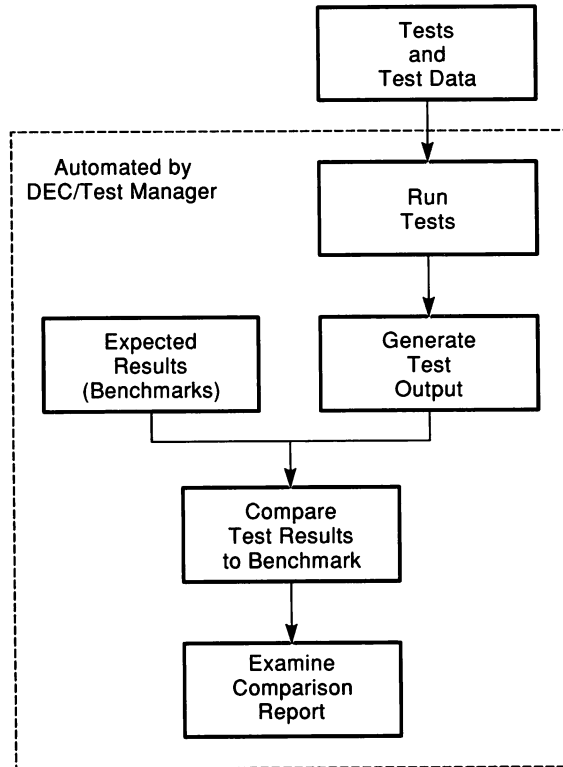 Tests
and
Test Data
Automated by
DEC/Test Manager
Run
Tests
Expected
Results
(Benchmarks)
Generate
Test
Output
Compare
Test Results
to Benchmark
Examine
Comparison
Report